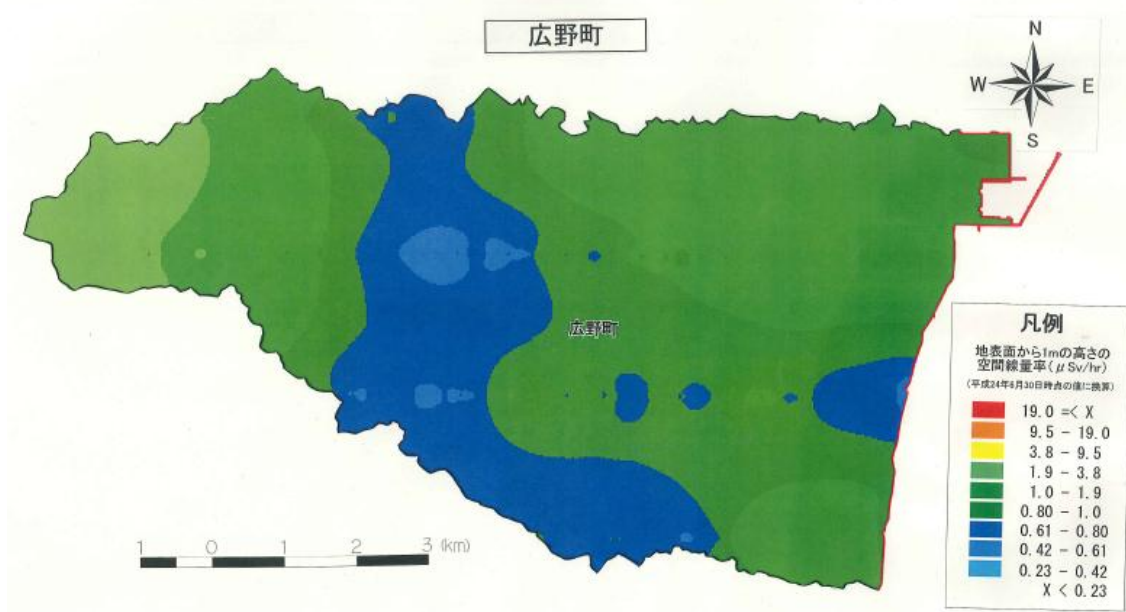 広野町
N
W
E
S
広野町
凡例
地表面から1mの高さの
空間線量率(μSv/hr)
(平成24年6月30日時点の値に換算)
19.0 =< X
9.5 - 19.0
3.8 - 9.5
1.9 - 3.8
1.0 - 1.9
0.80 - 1.0
0.61 - 0.80
0.42 - 0.61
0.23 - 0.42
X < 0.23
1 0 1 2 3 (km)